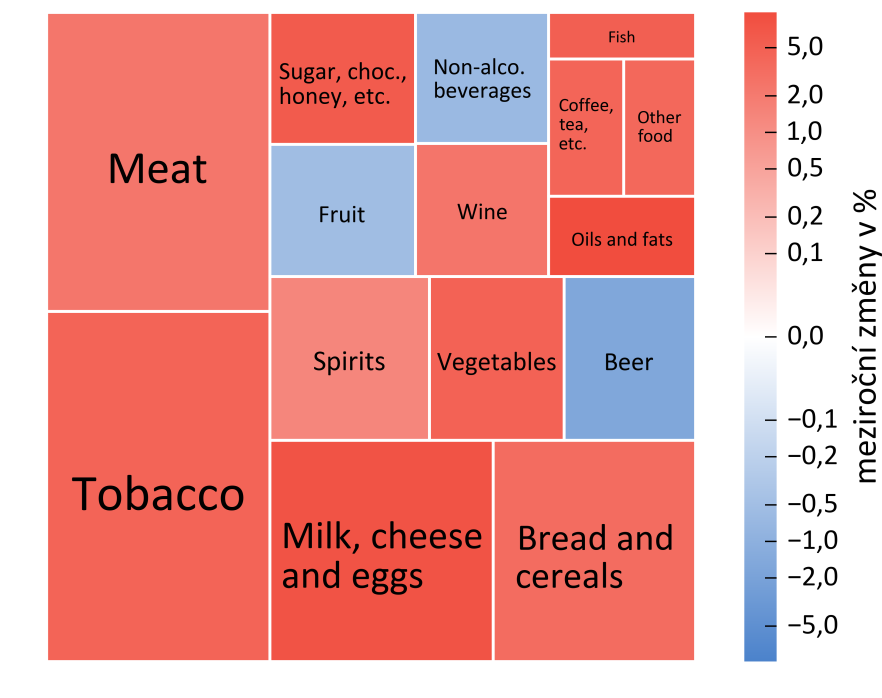 Meat
Tobacco
Sugar, choc.,
honey, etc.
Non-alco.
beverages
Fish
Coffee,
tea,
etc.
Other
food
Fruit
Wine
Oils and fats
Spirits
Vegetables
Beer
Milk, cheese
and eggs
Bread and
cereals
5,0
2,0
1,0
0,5
0,2
0,1
0,0
−0,1
−0,2
−0,5
−1,0
−2,0
−5,0
meziroční změny v %